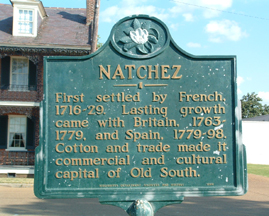 NATCHEZ
First settled by French,
1716-29. Lasting growth
came with Britain, 1763-
1779, and Spain, 1779-98.
Cotton and trade made it
commercial and cultural
capital of Old South.